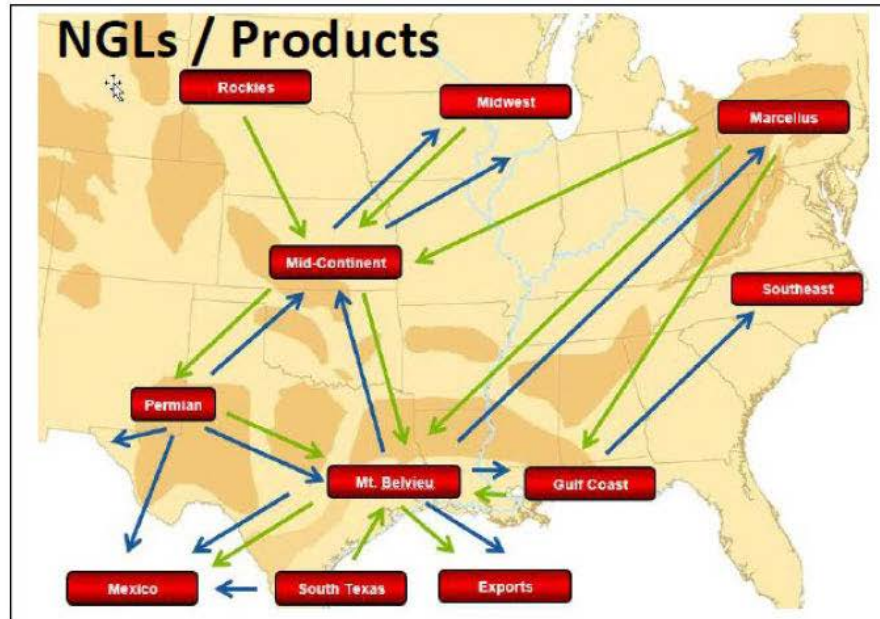 NGLs / Products
Rockies
Midwest
Marcellus
Mid-Continent
Southeast
Permian
Mt. Belvieu
Gulf Coast
Mexico
South Texas
Exports